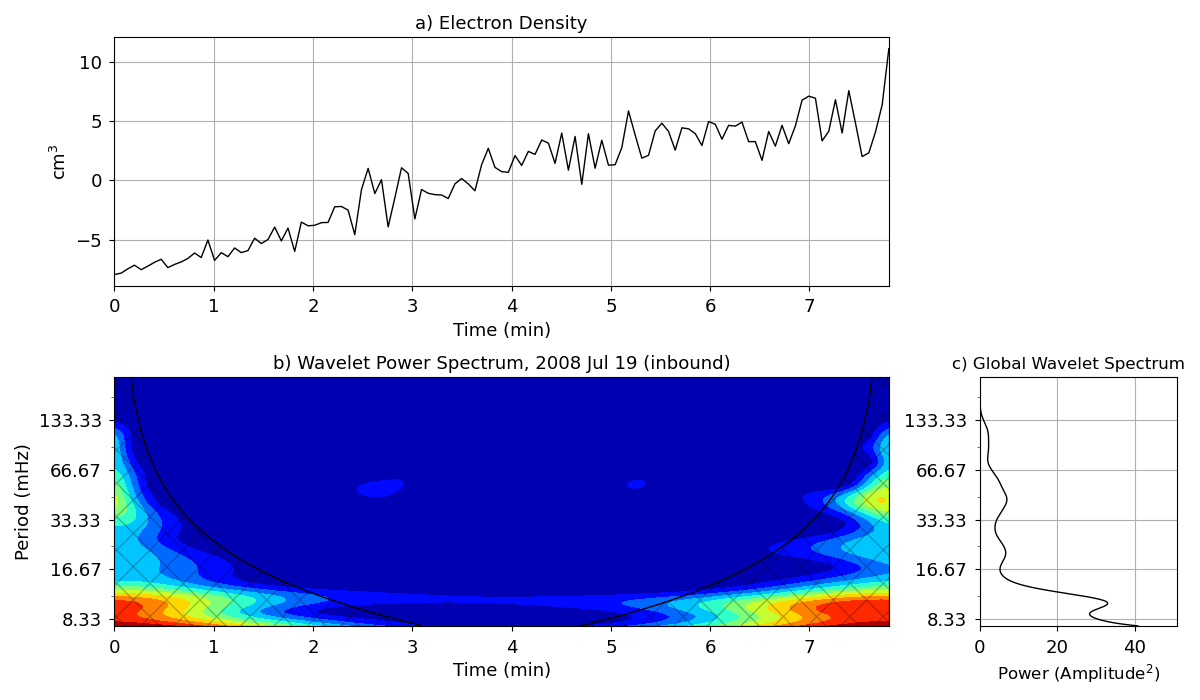 a) Electron Density
10
5
0
−5
cm³
0 1 2 3 4 5 6 7
Time (min)
b) Wavelet Power Spectrum, 2008 Jul 19 (inbound)
133.33
66.67
33.33
16.67
8.33
Period (mHz)
0 1 2 3 4 5 6 7
Time (min)
c) Global Wavelet Spectrum
133.33
66.67
33.33
16.67
8.33
0 20 40
Power (Amplitude²)